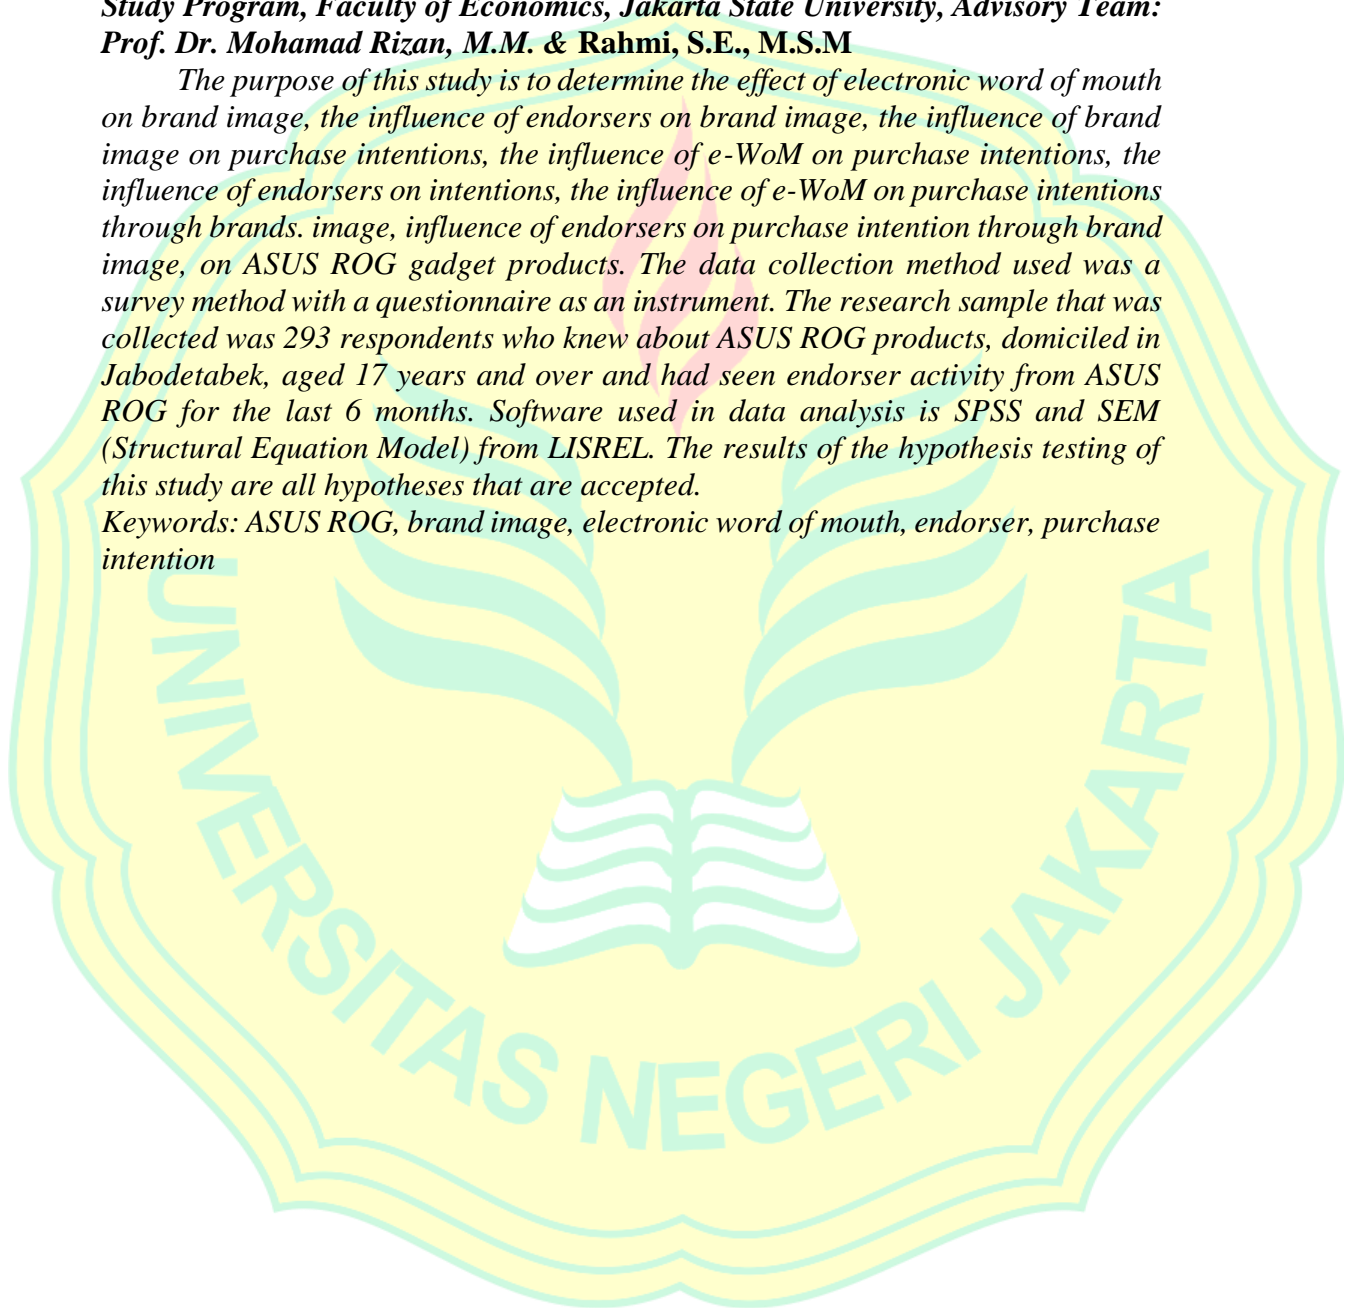 Study Program, Faculty of Economics, Jakarta State University, Advisory Team:
Prof. Dr. Mohamad Rizan, M.M. & Rahmi, S.E., M.S.M
The purpose of this study is to determine the effect of electronic word of mouth
on brand image, the influence of endorsers on brand image, the influence of brand
image on purchase intentions, the influence of e-WoM on purchase intentions, the
influence of endorsers on intentions, the influence of e-WoM on purchase intentions
through brands. image, influence of endorsers on purchase intention through brand
image, on ASUS ROG gadget products. The data collection method used was a
survey method with a questionnaire as an instrument. The research sample that was
collected was 293 respondents who knew about ASUS ROG products, domiciled in
Jabodetabek, aged 17 years and over and had seen endorser activity from ASUS
ROG for the last 6 months. Software used in data analysis is SPSS and SEM
(Structural Equation Model) from LISREL. The results of the hypothesis testing of
this study are all hypotheses that are accepted.
Keywords: ASUS ROG, brand image, electronic word of mouth, endorser, purchase
intention
UNIVERSITAS NEGERI JAKARTA